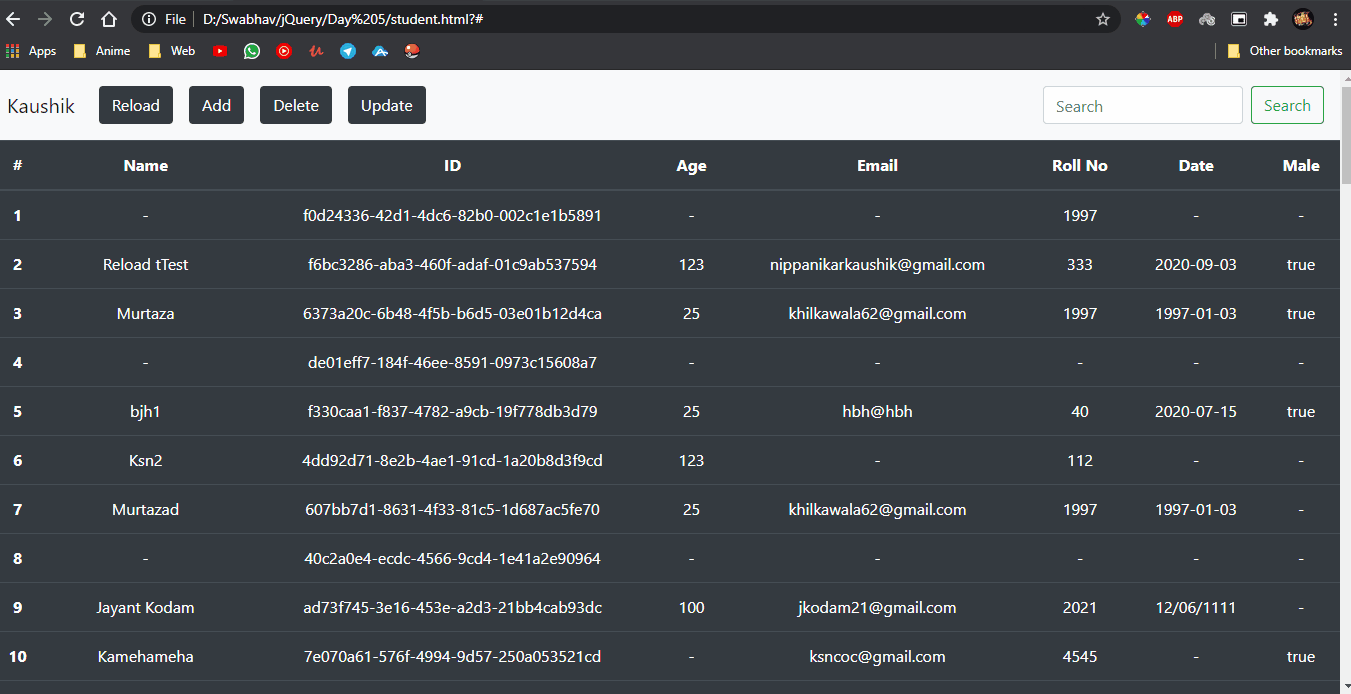 File D:/Swabhav/jQuery/Day%205/student.html?#
ABP
Apps Anime Web Other bookmarks
Kaushik Reload Add Delete Update Search Search
# Name ID Age Email Roll No Date Male
1 - f0d24336-42d1-4dc6-82b0-002c1e1b5891 - - 1997 - -
2 Reload tTest f6bc3286-aba3-460f-adaf-01c9ab537594 123 nippanikarkaushik@gmail.com 333 2020-09-03 true
3 Murtaza 6373a20c-6b48-4f5b-b6d5-03e01b12d4ca 25 khilkawala62@gmail.com 1997 1997-01-03 true
4 - de01eff7-184f-46ee-8591-0973c15608a7 - - - - -
5 bjh1 f330caa1-f837-4782-a9cb-19f778db3d79 25 hbh@hbh 40 2020-07-15 true
6 Ksn2 4dd92d71-8e2b-4ae1-91cd-1a20b8d3f9cd 123 - 112 - -
7 Murtazad 607bb7d1-8631-4f33-81c5-1d687ac5fe70 25 khilkawala62@gmail.com 1997 1997-01-03 -
8 - 40c2a0e4-ecdc-4566-9cd4-1e41a2e90964 - - - - -
9 Jayant Kodam ad73f745-3e16-453e-a2d3-21bb4cab93dc 100 jkodam21@gmail.com 2021 12/06/1111 -
10 Kamehameha 7e070a61-576f-4994-9d57-250a053521cd - ksncoc@gmail.com 4545 - true